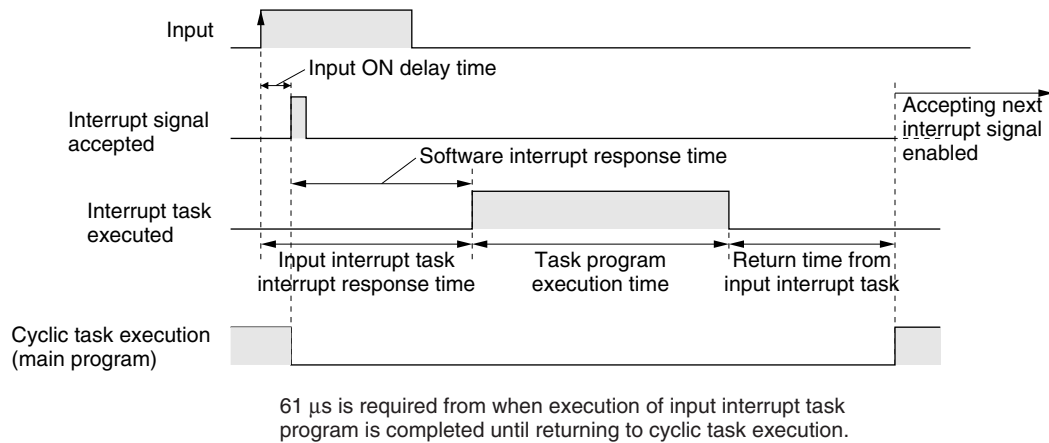 Input
Input ON delay time
Interrupt signal
accepted
Accepting next
interrupt signal
enabled
Software interrupt response time
Interrupt task
executed
Input interrupt task
interrupt response time
Task program
execution time
Return time from
input interrupt task
Cyclic task execution
(main program)
61 μs is required from when execution of input interrupt task
program is completed until returning to cyclic task execution.